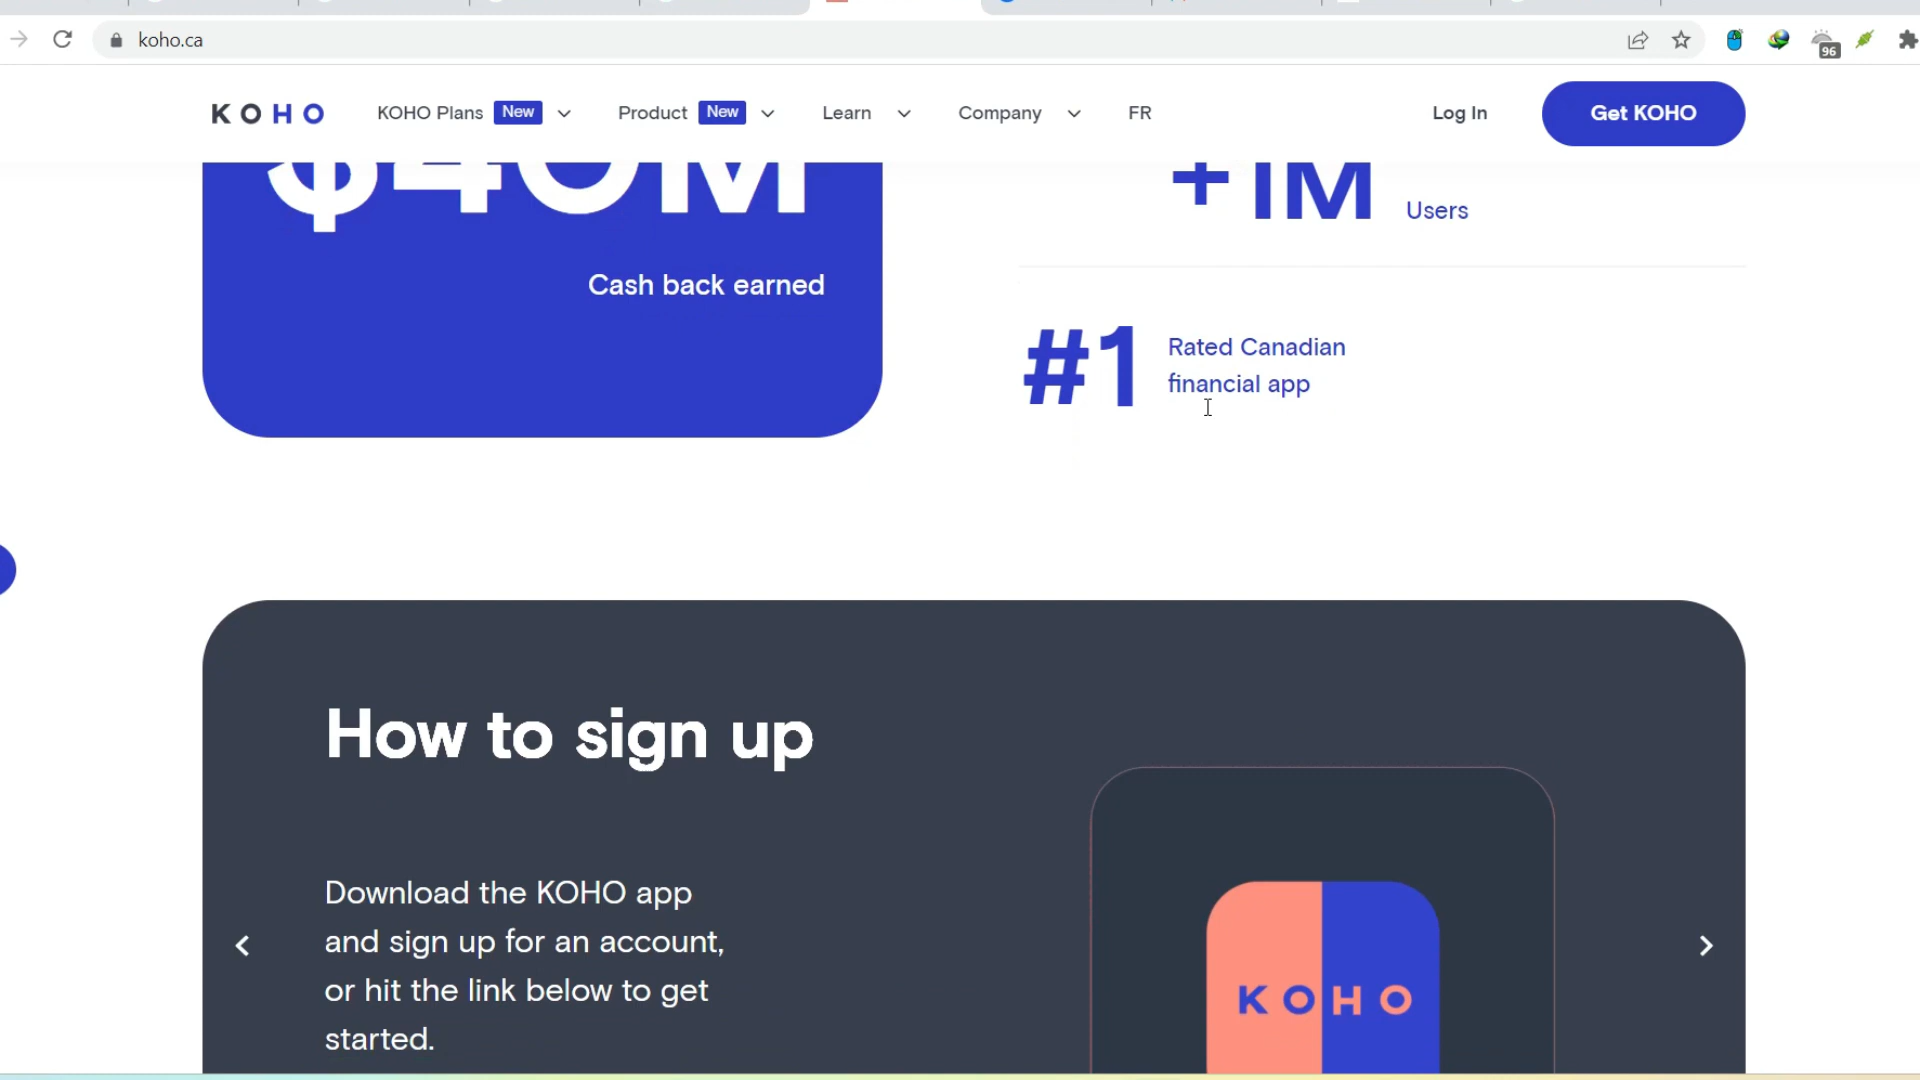 koho.ca
96
KOHO KOHO Plans New Product New Learn Company FR Log In Get KOHO
$40M
Cash back earned
+1M Users
#1 Rated Canadian
financial app
How to sign up
Download the KOHO app
and sign up for an account,
or hit the link below to get
started.
KOHO